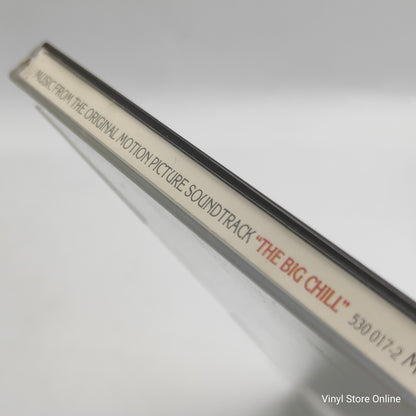 MUSIC FROM THE ORIGINAL MOTION PICTURE SOUNDTRACK "THE BIG CHILL" 530 017-2 M
Vinyl Store Online